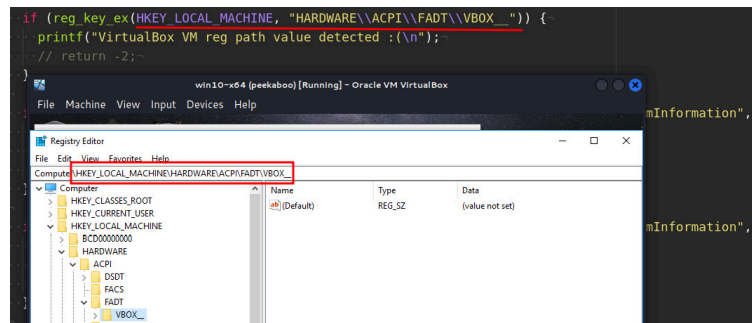 if (reg_key_ex(HKEY_LOCAL_MACHINE, "HARDWARE\\ACPI\\FADT\\VBOX__")) {
printf("VirtualBox VM reg path value detected :(\n");
// return -2;
}
win10-x64 (peekaboo) [Running] - Oracle VM VirtualBox
File Machine View Input Devices Help
mInformation",
Registry Editor
File Edit View Favorites Help
Computer\HKEY_LOCAL_MACHINE\HARDWARE\ACPI\FADT\VBOX__
Computer
Name Type Data
HKEY_CLASSES_ROOT
ab (Default) REG_SZ (value not set)
HKEY_CURRENT_USER
HKEY_LOCAL_MACHINE
mInformation",
BCD00000000
HARDWARE
ACPI
DSDT
FACS
FADT
}
VBOX__